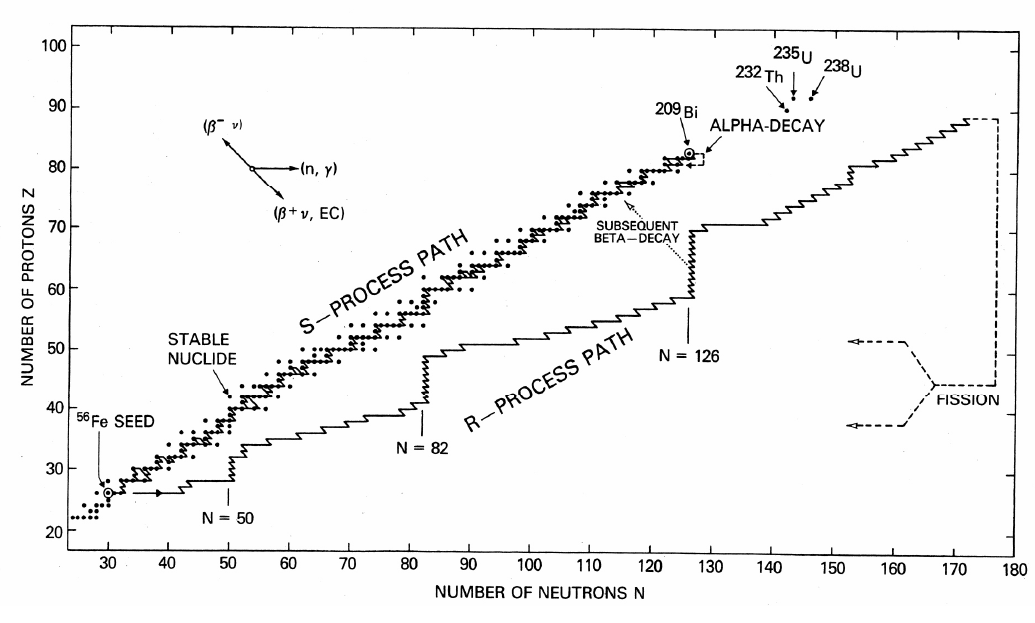 100
90
80
70
60
50
40
30
20
NUMBER OF PROTONS Z
(β⁻ ν)
(n, γ)
(β⁺ν, EC)
235U
232Th
238U
209Bi
ALPHA-DECAY
SUBSEQUENT
BETA—DECAY
S—PROCESS PATH
STABLE
NUCLIDE
R—PROCESS PATH
N = 126
N = 82
N = 50
56Fe SEED
FISSION
30
40
50
60
70
80
90
100
110
120
130
140
150
160
170
180
NUMBER OF NEUTRONS N